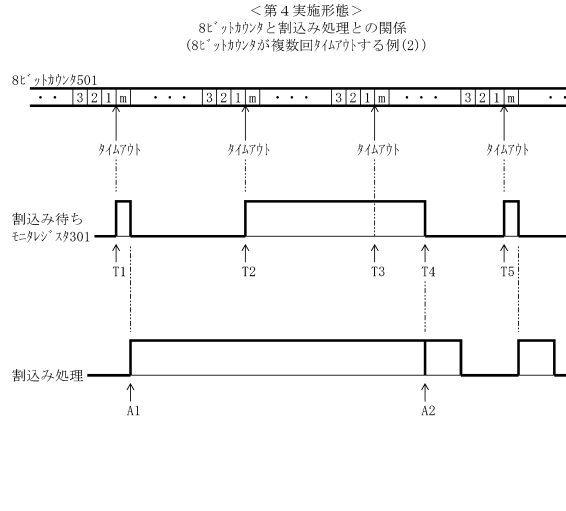 ＜第４実施形態＞
8ﾋﾞｯﾄｶｳﾝﾀと割込み処理との関係
(8ﾋﾞｯﾄｶｳﾝﾀが複数回ﾀｲﾑｱｳﾄする例(2))
8ﾋﾞｯﾄｶｳﾝﾀ501
・・ 3 2 1 m ・・・ 3 2 1 m ・・・ 3 2 1 m ・・・ 3 2 1 m ・・
ﾀｲﾑｱｳﾄ ﾀｲﾑｱｳﾄ ﾀｲﾑｱｳﾄ ﾀｲﾑｱｳﾄ
割込み待ち
ﾓﾆﾀﾚｼﾞｽﾀ301
T1 T2 T3 T4 T5
割込み処理
A1 A2